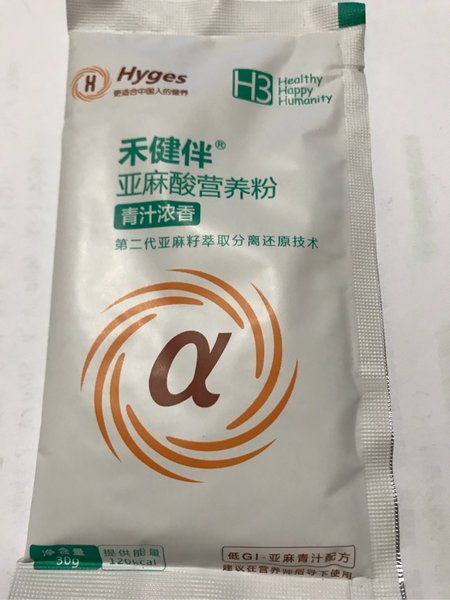 H
Hyges
更适合中国人的营养
H3
Healthy
Happy
Humanity
禾健伴®
亚麻酸营养粉
青汁浓香
第二代亚麻籽萃取分离还原技术
α
净含量
30g
提供能量
120kcal
低GI-亚麻青汁配方
建议在营养师指导下使用